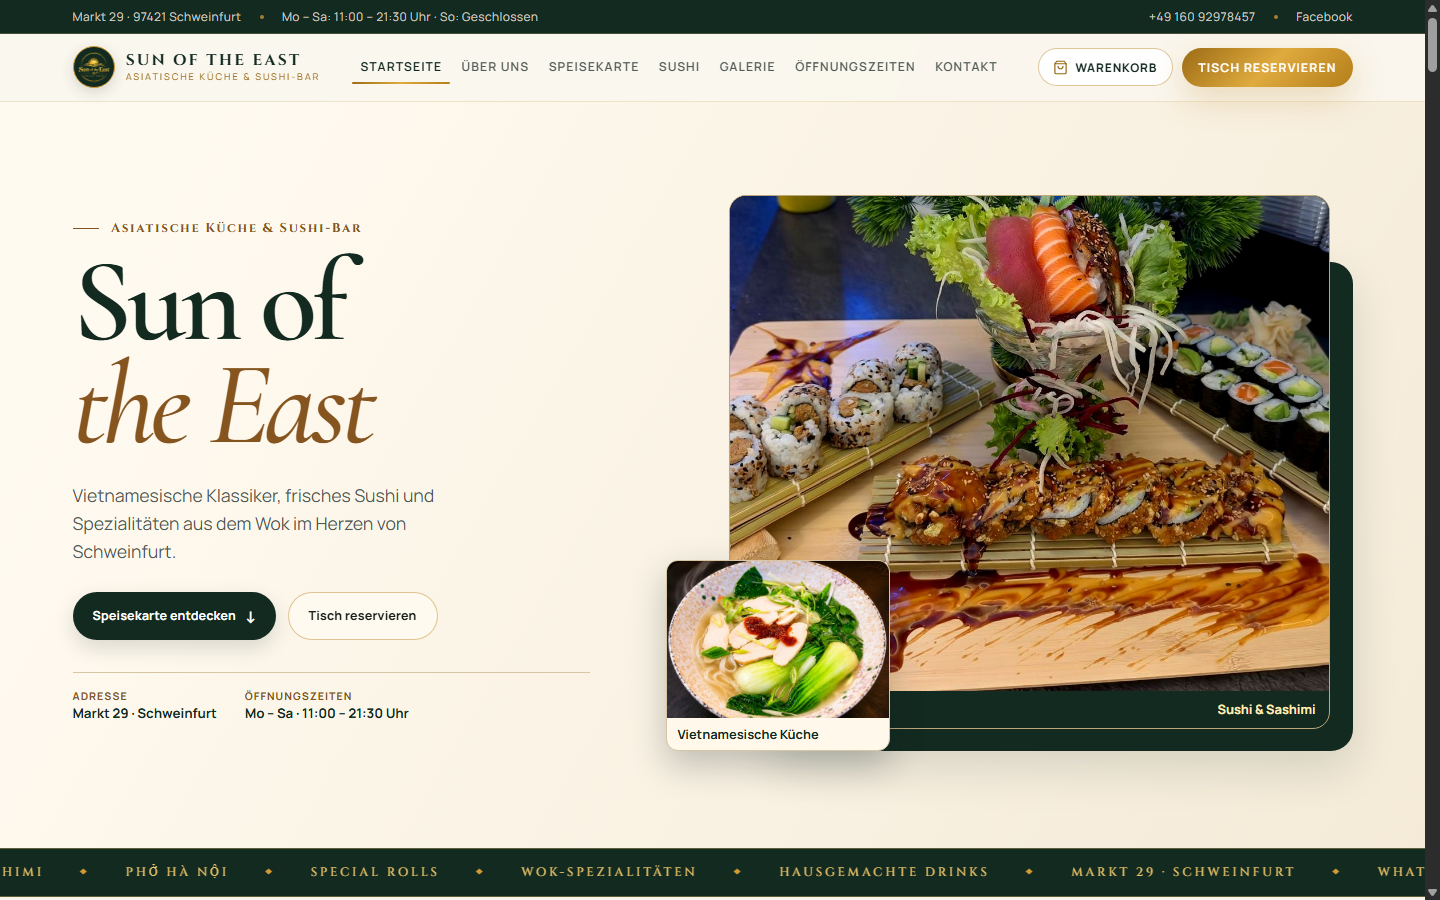 Markt 29 · 97421 Schweinfurt • Mo – Sa: 11:00 – 21:30 Uhr · So: Geschlossen
+49 160 92978457 • Facebook
SUN OF THE EAST
ASIATISCHE KÜCHE & SUSHI-BAR
STARTSEITE ÜBER UNS SPEISEKARTE SUSHI GALERIE ÖFFNUNGSZEITEN KONTAKT
WARENKORB
TISCH RESERVIEREN
ASIATISCHE KÜCHE & SUSHI-BAR
Sun of
the East
Vietnamesische Klassiker, frisches Sushi und
Spezialitäten aus dem Wok im Herzen von
Schweinfurt.
Speisekarte entdecken ↓
Tisch reservieren
ADRESSE
Markt 29 · Schweinfurt
ÖFFNUNGSZEITEN
Mo – Sa · 11:00 – 21:30 Uhr
Sushi & Sashimi
Vietnamesische Küche
HIMI ◆ PHỞ HÀ NỘI ◆ SPECIAL ROLLS ◆ WOK-SPEZIALITÄTEN ◆ HAUSGEMACHTE DRINKS ◆ MARKT 29 · SCHWEINFURT ◆ WHAT